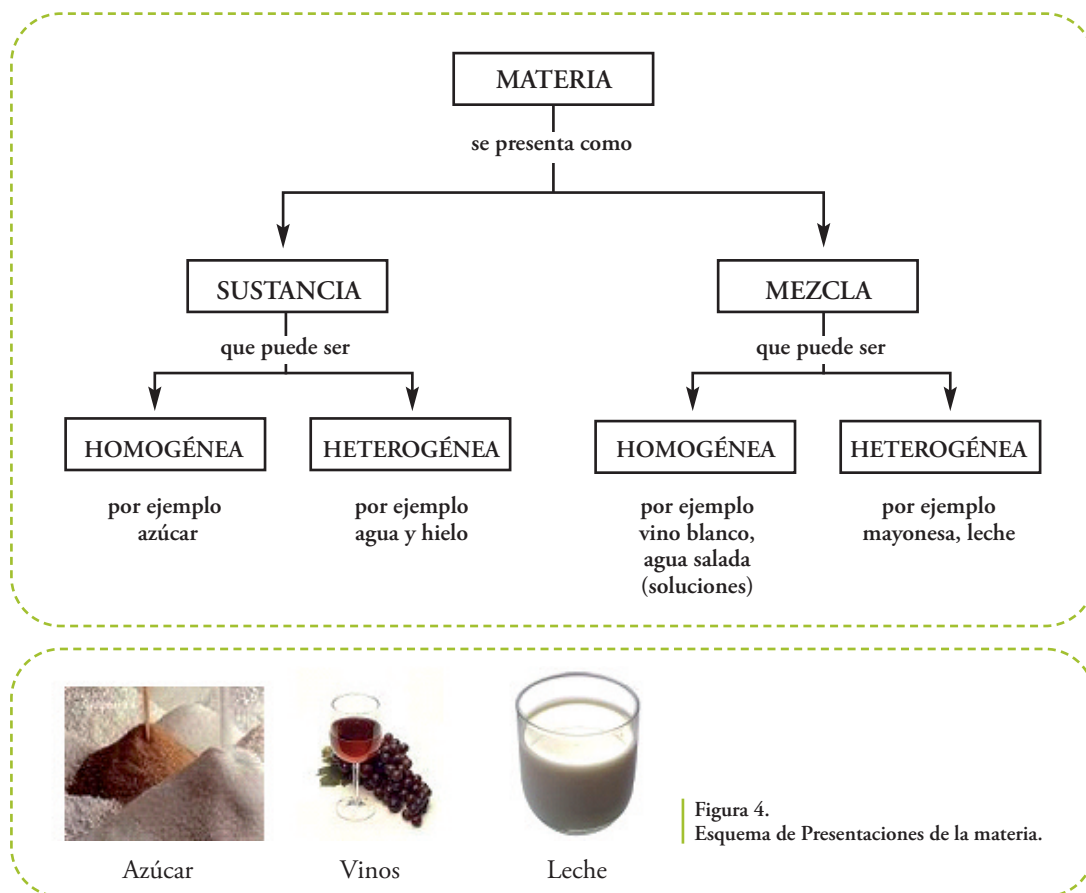 MATERIA
se presenta como
SUSTANCIA
MEZCLA
que puede ser
que puede ser
HOMOGÉNEA
HETEROGÉNEA
HOMOGÉNEA
HETEROGÉNEA
por ejemplo
azúcar
por ejemplo
agua y hielo
por ejemplo
vino blanco,
agua salada
(soluciones)
por ejemplo
mayonesa, leche
Azúcar
Vinos
Leche
Figura 4.
Esquema de Presentaciones de la materia.